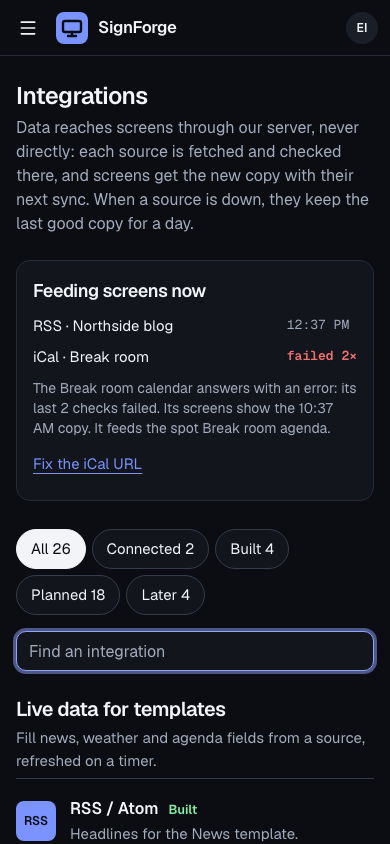 SignForge
EI
Integrations
Data reaches screens through our server, never
directly: each source is fetched and checked
there, and screens get the new copy with their
next sync. When a source is down, they keep the
last good copy for a day.
Feeding screens now
RSS · Northside blog 12:37 PM
iCal · Break room failed 2×
The Break room calendar answers with an error: its
last 2 checks failed. Its screens show the 10:37
AM copy. It feeds the spot Break room agenda.
Fix the iCal URL
All 26 Connected 2 Built 4
Planned 18 Later 4
Find an integration
Live data for templates
Fill news, weather and agenda fields from a source,
refreshed on a timer.
RSS RSS / Atom Built
Headlines for the News template.